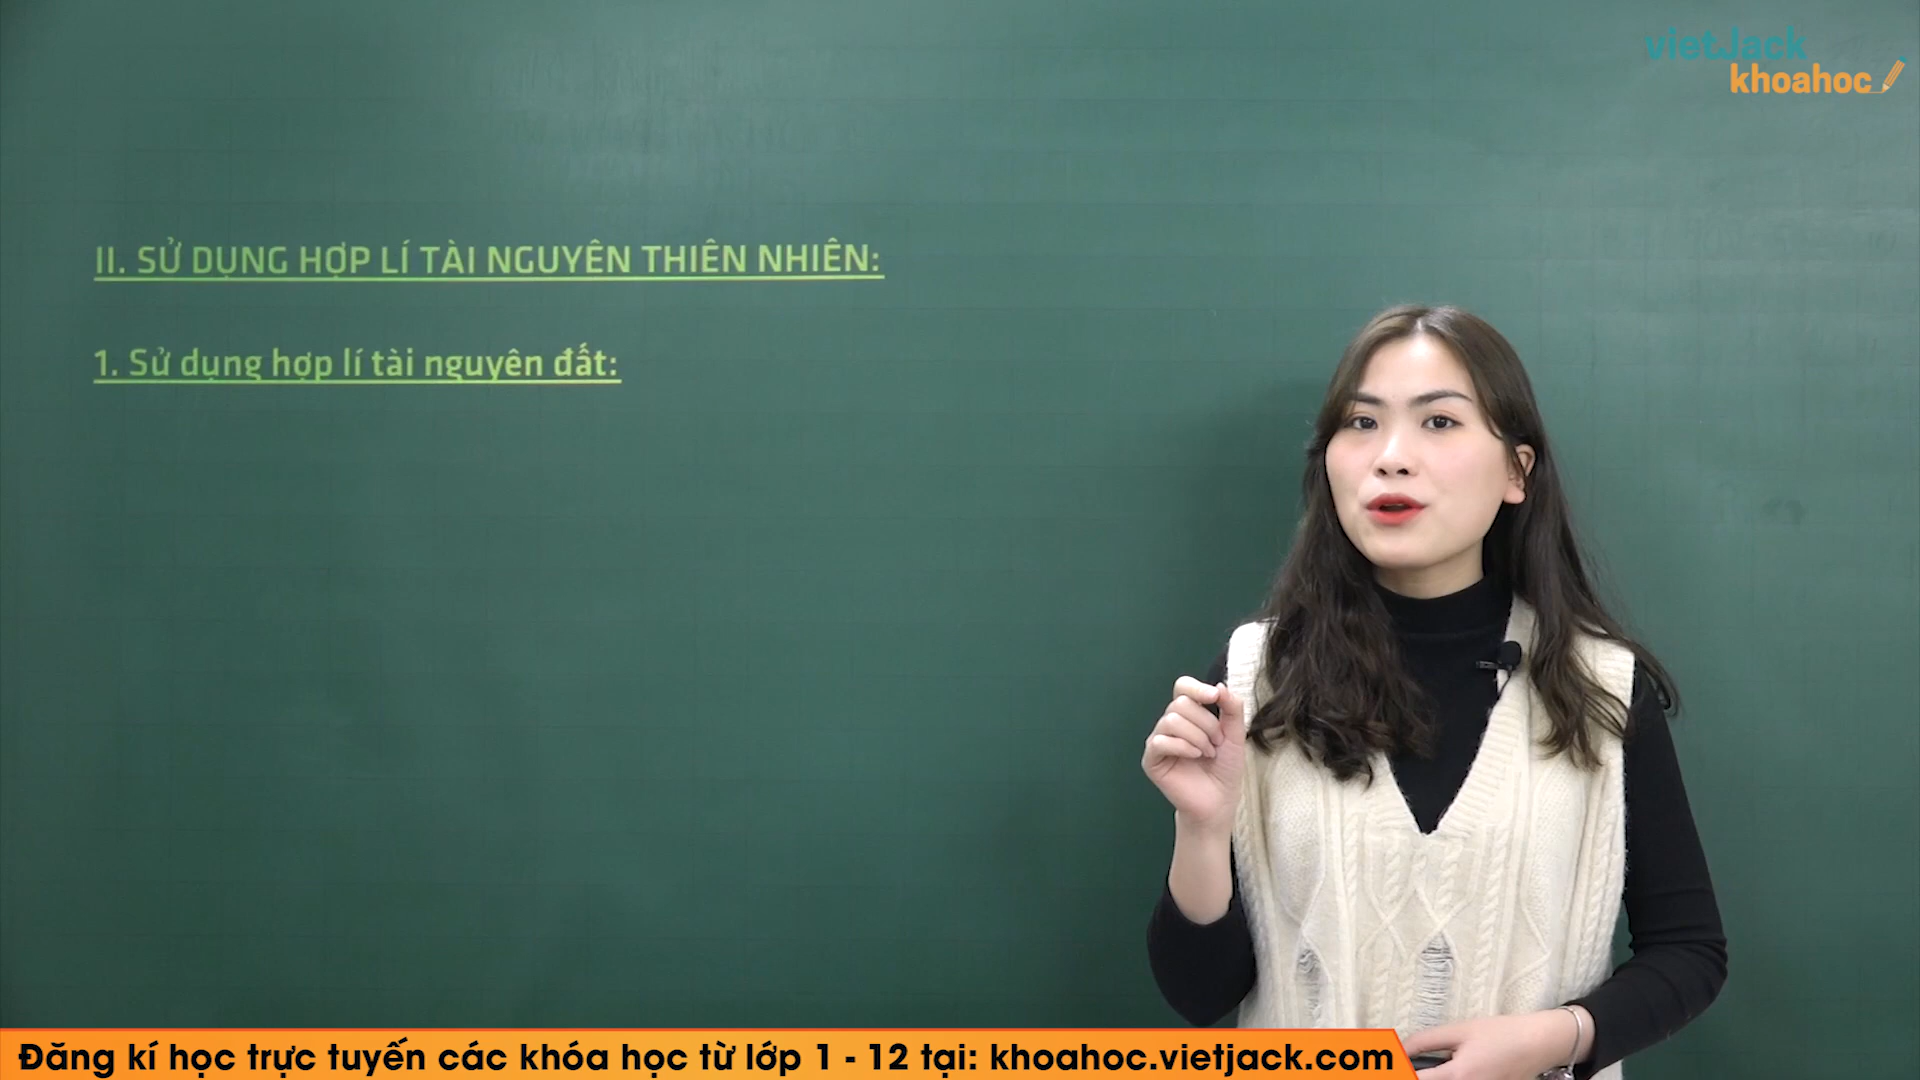 vietJack
khoahoc
II. SỬ DỤNG HỢP LÍ TÀI NGUYÊN THIÊN NHIÊN:
1. Sử dụng hợp lí tài nguyên đất:
Đăng kí học trực tuyến các khóa học từ lớp 1 - 12 tại: khoahoc.vietjack.com